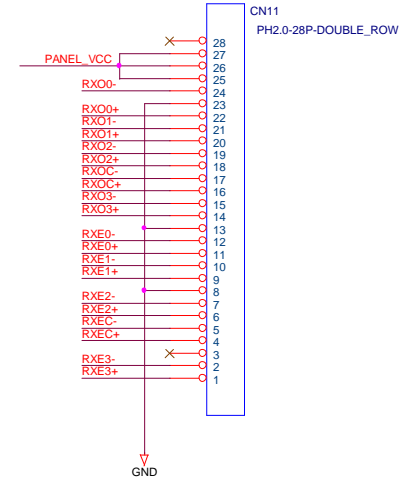 CN11
PH2.0-28P-DOUBLE_ROW
28
27
PANEL_VCC
26
25
RXO0-
24
23
RXO0+
22
RXO1-
21
RXO1+
20
RXO2-
19
RXO2+
18
RXOC-
17
RXOC+
16
RXO3-
15
RXO3+
14
13
RXE0-
12
RXE0+
11
RXE1-
10
RXE1+
9
8
RXE2-
7
RXE2+
6
RXEC-
5
RXEC+
4
3
RXE3-
2
RXE3+
1
GND